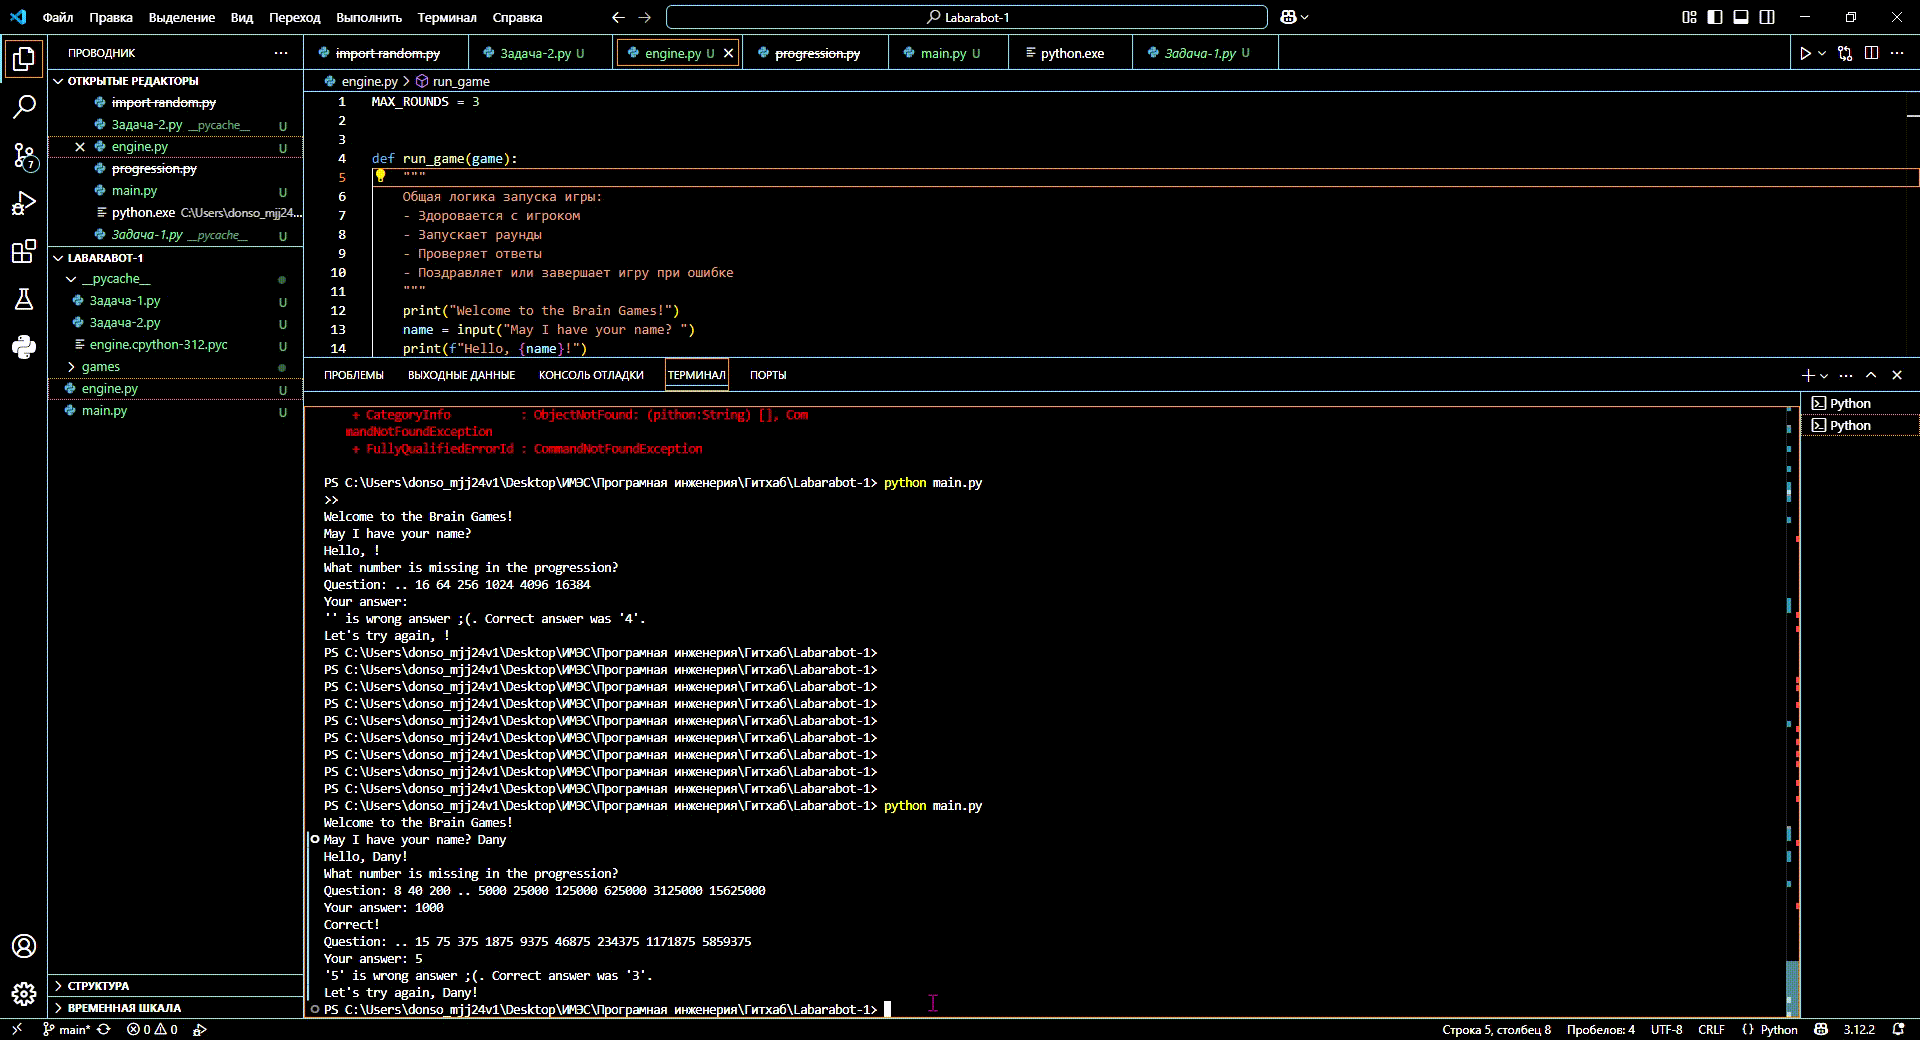 Файл Правка Выделение Вид Переход Выполнить Терминал Справка
Labarabot-1
ПРОВОДНИК
ОТКРЫТЫЕ РЕДАКТОРЫ
import random.py
Задача-2.py __pycache__ U
engine.py U
progression.py
main.py U
python.exe C:\Users\donso_mjj24...
Задача-1.py __pycache__ U
LABARABOT-1
__pycache__
Задача-1.py U
Задача-2.py U
engine.cpython-312.pyc U
games
engine.py U
main.py U
СТРУКТУРА
ВРЕМЕННАЯ ШКАЛА
7
import random.py Задача-2.py U engine.py U progression.py main.py U python.exe Задача-1.py U
engine.py > run_game
1 MAX_ROUNDS = 3
2
3
4 def run_game(game):
5 """
6 Общая логика запуска игры:
7 - Здоровается с игроком
8 - Запускает раунды
9 - Проверяет ответы
10 - Поздравляет или завершает игру при ошибке
11 """
12 print("Welcome to the Brain Games!")
13 name = input("May I have your name? ")
14 print(f"Hello, {name}!")
ПРОБЛЕМЫ ВЫХОДНЫЕ ДАННЫЕ КОНСОЛЬ ОТЛАДКИ ТЕРМИНАЛ ПОРТЫ
+ CategoryInfo : ObjectNotFound: (pithon:String) [], Com
mandNotFoundException
+ FullyQualifiedErrorId : CommandNotFoundException
PS C:\Users\donso_mjj24v1\Desktop\ИМЭС\Програмная инженерия\Гитхаб\Labarabot-1> python main.py
>>
Welcome to the Brain Games!
May I have your name?
Hello, !
What number is missing in the progression?
Question: .. 16 64 256 1024 4096 16384
Your answer:
'' is wrong answer ;(. Correct answer was '4'.
Let's try again, !
PS C:\Users\donso_mjj24v1\Desktop\ИМЭС\Програмная инженерия\Гитхаб\Labarabot-1>
PS C:\Users\donso_mjj24v1\Desktop\ИМЭС\Програмная инженерия\Гитхаб\Labarabot-1>
PS C:\Users\donso_mjj24v1\Desktop\ИМЭС\Програмная инженерия\Гитхаб\Labarabot-1>
PS C:\Users\donso_mjj24v1\Desktop\ИМЭС\Програмная инженерия\Гитхаб\Labarabot-1>
PS C:\Users\donso_mjj24v1\Desktop\ИМЭС\Програмная инженерия\Гитхаб\Labarabot-1>
PS C:\Users\donso_mjj24v1\Desktop\ИМЭС\Програмная инженерия\Гитхаб\Labarabot-1>
PS C:\Users\donso_mjj24v1\Desktop\ИМЭС\Програмная инженерия\Гитхаб\Labarabot-1>
PS C:\Users\donso_mjj24v1\Desktop\ИМЭС\Програмная инженерия\Гитхаб\Labarabot-1>
PS C:\Users\donso_mjj24v1\Desktop\ИМЭС\Програмная инженерия\Гитхаб\Labarabot-1>
PS C:\Users\donso_mjj24v1\Desktop\ИМЭС\Програмная инженерия\Гитхаб\Labarabot-1> python main.py
Welcome to the Brain Games!
May I have your name? Dany
Hello, Dany!
What number is missing in the progression?
Question: 8 40 200 .. 5000 25000 125000 625000 3125000 15625000
Your answer: 1000
Correct!
Question: .. 15 75 375 1875 9375 46875 234375 1171875 5859375
Your answer: 5
'5' is wrong answer ;(. Correct answer was '3'.
Let's try again, Dany!
PS C:\Users\donso_mjj24v1\Desktop\ИМЭС\Програмная инженерия\Гитхаб\Labarabot-1>
Python
Python
main* 0 0
Строка 5, столбец 8 Пробелов: 4 UTF-8 CRLF {} Python 3.12.2